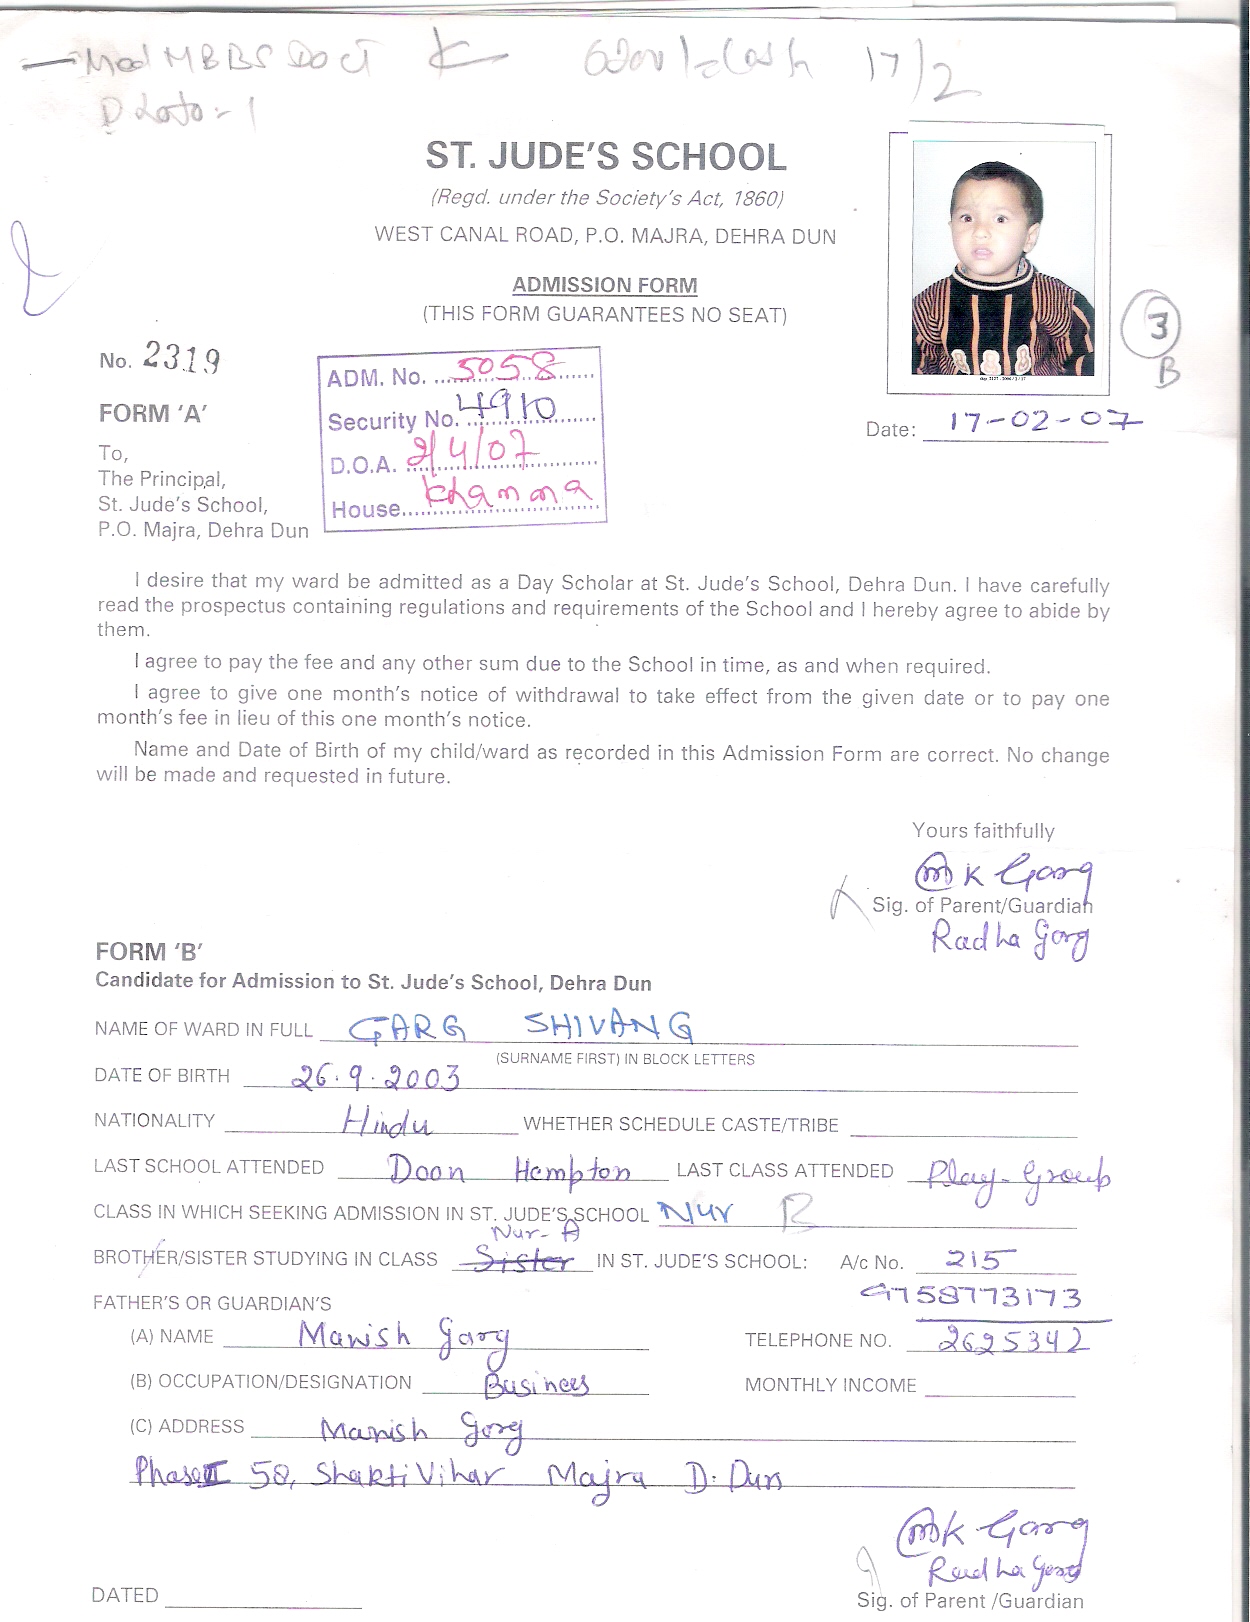 MBBS Doct 17/2
ST. JUDE'S SCHOOL
(Regd. under the Society's Act, 1860)
WEST CANAL ROAD, P.O. MAJRA, DEHRA DUN
ADMISSION FORM
(THIS FORM GUARANTEES NO SEAT)
3
B
No. 2319
ADM. No. 5058
Security No. 4910
D.O.A. 2/4/07
House Khanna
FORM 'A'
Date: 17-02-07
To,
The Principal,
St. Jude's School,
P.O. Majra, Dehra Dun
I desire that my ward be admitted as a Day Scholar at St. Jude's School, Dehra Dun. I have carefully
read the prospectus containing regulations and requirements of the School and I hereby agree to abide by
them.
I agree to pay the fee and any other sum due to the School in time, as and when required.
I agree to give one month's notice of withdrawal to take effect from the given date or to pay one
month's fee in lieu of this one month's notice.
Name and Date of Birth of my child/ward as recorded in this Admission Form are correct. No change
will be made and requested in future.
Yours faithfully
MK Garg
Sig. of Parent/Guardian
Radha Garg
FORM 'B'
Candidate for Admission to St. Jude's School, Dehra Dun
NAME OF WARD IN FULL GARG SHIVANG
(SURNAME FIRST) IN BLOCK LETTERS
DATE OF BIRTH 26.9.2003
NATIONALITY Hindu WHETHER SCHEDULE CASTE/TRIBE
LAST SCHOOL ATTENDED Doon Hempton LAST CLASS ATTENDED Play-Group
CLASS IN WHICH SEEKING ADMISSION IN ST. JUDE'S SCHOOL Nur B
Nur-A
BROTHER/SISTER STUDYING IN CLASS Sister IN ST. JUDE'S SCHOOL: A/c No. 215
FATHER'S OR GUARDIAN'S 9758773173
(A) NAME Manish Garg TELEPHONE NO. 2625342
(B) OCCUPATION/DESIGNATION Business MONTHLY INCOME
(C) ADDRESS Manish Garg
Phase II 58, Shakti Vihar Majra D. Dun
MK Garg
Radha Garg
DATED Sig. of Parent /Guardian